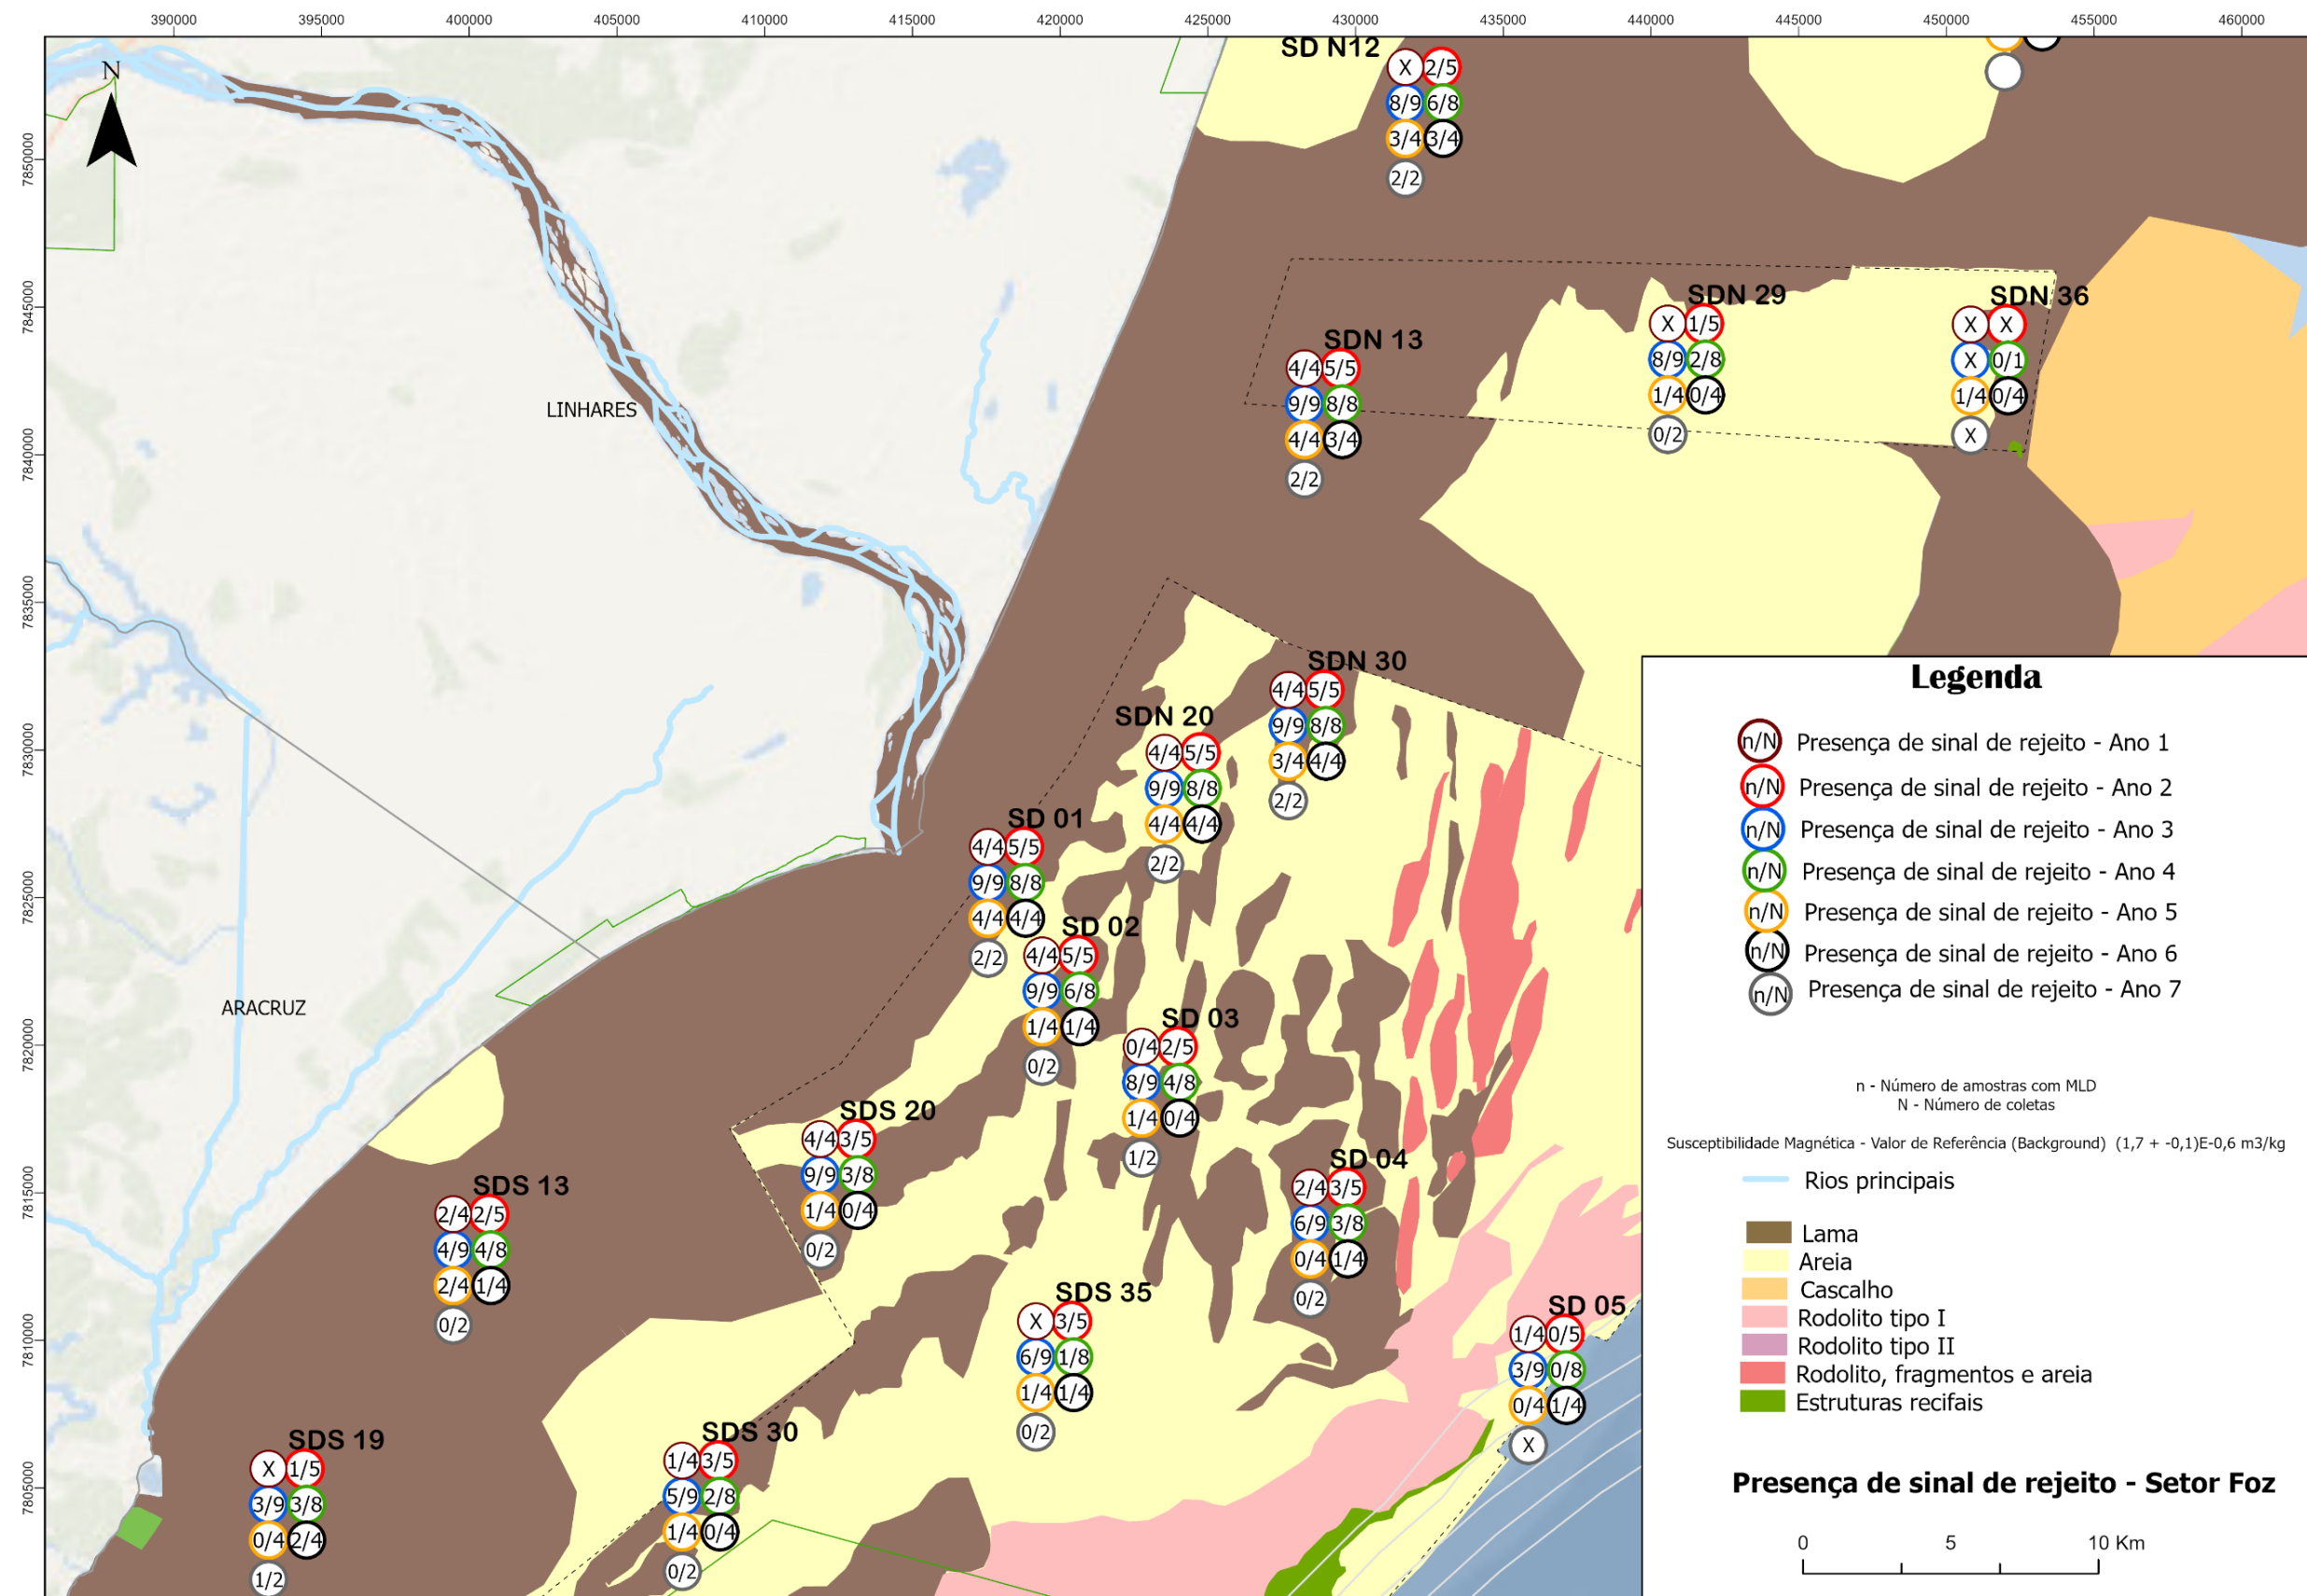 390000 395000 400000 405000 410000 415000 420000 425000 430000 435000 440000 445000 450000 455000 460000
N
7850000
7845000
7840000
7835000
7830000
7825000
7820000
7815000
7810000
7805000
SD N12
X 2/5
8/9 6/8
3/4 3/4
2/2
SDN 29
X 1/5
8/9 2/8
1/4 0/4
0/2
SDN 36
X X
X 0/1
1/4 0/4
X
SDN 13
4/4 5/5
9/9 8/8
4/4 3/4
2/2
LINHARES
SDN 30
4/4 5/5
9/9 8/8
3/4 4/4
2/2
SDN 20
4/4 5/5
9/9 8/8
4/4 4/4
2/2
SD 01
4/4 5/5
9/9 8/8
4/4 4/4
2/2
SD 02
4/4 5/5
9/9 6/8
1/4 1/4
0/2
ARACRUZ
SD 03
0/4 2/5
8/9 4/8
1/4 0/4
1/2
SDS 20
4/4 3/5
9/9 3/8
1/4 0/4
0/2
SD 04
2/4 3/5
6/9 3/8
0/4 1/4
0/2
SDS 13
2/4 2/5
4/9 4/8
2/4 1/4
0/2
SDS 35
X 3/5
6/9 1/8
1/4 1/4
0/2
SD 05
1/4 0/5
3/9 0/8
0/4 1/4
X
SDS 30
1/4 3/5
5/9 2/8
1/4 0/4
0/2
SDS 19
X 1/5
3/9 3/8
0/4 2/4
1/2
Legenda
n/N Presença de sinal de rejeito - Ano 1
n/N Presença de sinal de rejeito - Ano 2
n/N Presença de sinal de rejeito - Ano 3
n/N Presença de sinal de rejeito - Ano 4
n/N Presença de sinal de rejeito - Ano 5
n/N Presença de sinal de rejeito - Ano 6
n/N Presença de sinal de rejeito - Ano 7
n - Número de amostras com MLD
N - Número de coletas
Susceptibilidade Magnética - Valor de Referência (Background) (1,7 + -0,1)E-0,6 m3/kg
Rios principais
Lama
Areia
Cascalho
Rodolito tipo I
Rodolito tipo II
Rodolito, fragmentos e areia
Estruturas recifais
Presença de sinal de rejeito - Setor Foz
0 5 10 Km